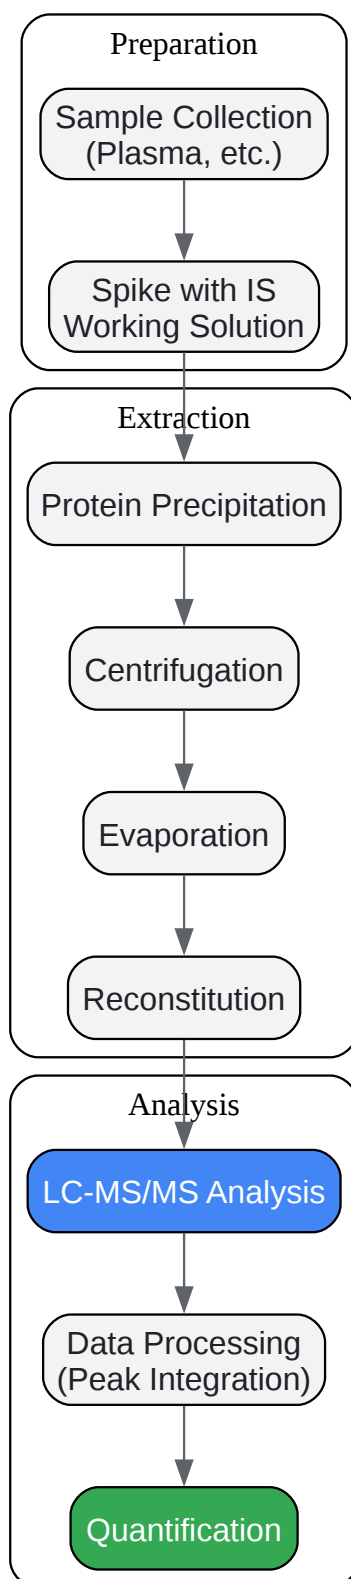 Preparation
Sample Collection
(Plasma, etc.)
Spike with IS
Working Solution
Extraction
Protein Precipitation
Centrifugation
Evaporation
Reconstitution
Analysis
LC-MS/MS Analysis
Data Processing
(Peak Integration)
Quantification